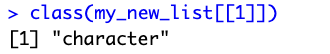 > class(my_new_list[[1]])
[1] "character"